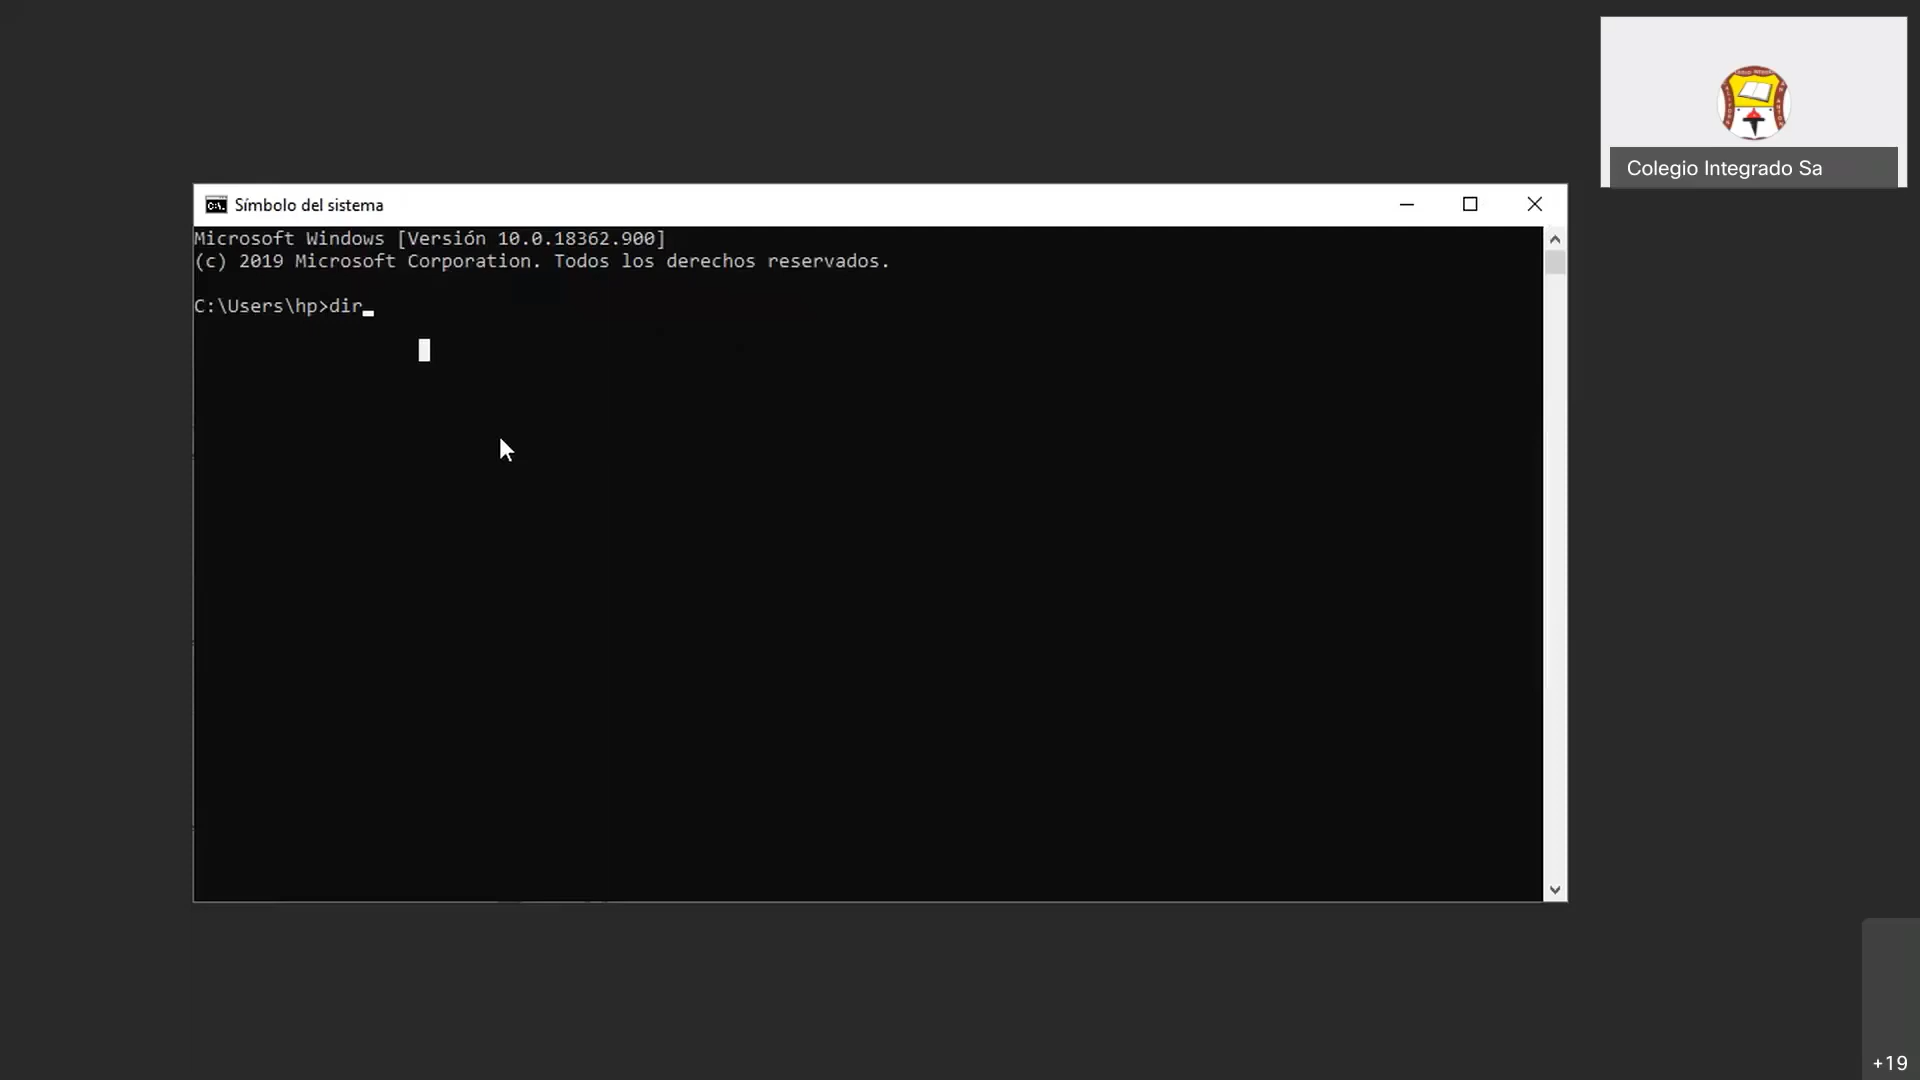 Colegio Integrado Sa
Símbolo del sistema
Microsoft Windows [Versión 10.0.18362.900]
(c) 2019 Microsoft Corporation. Todos los derechos reservados.
C:\Users\hp>dir
+19